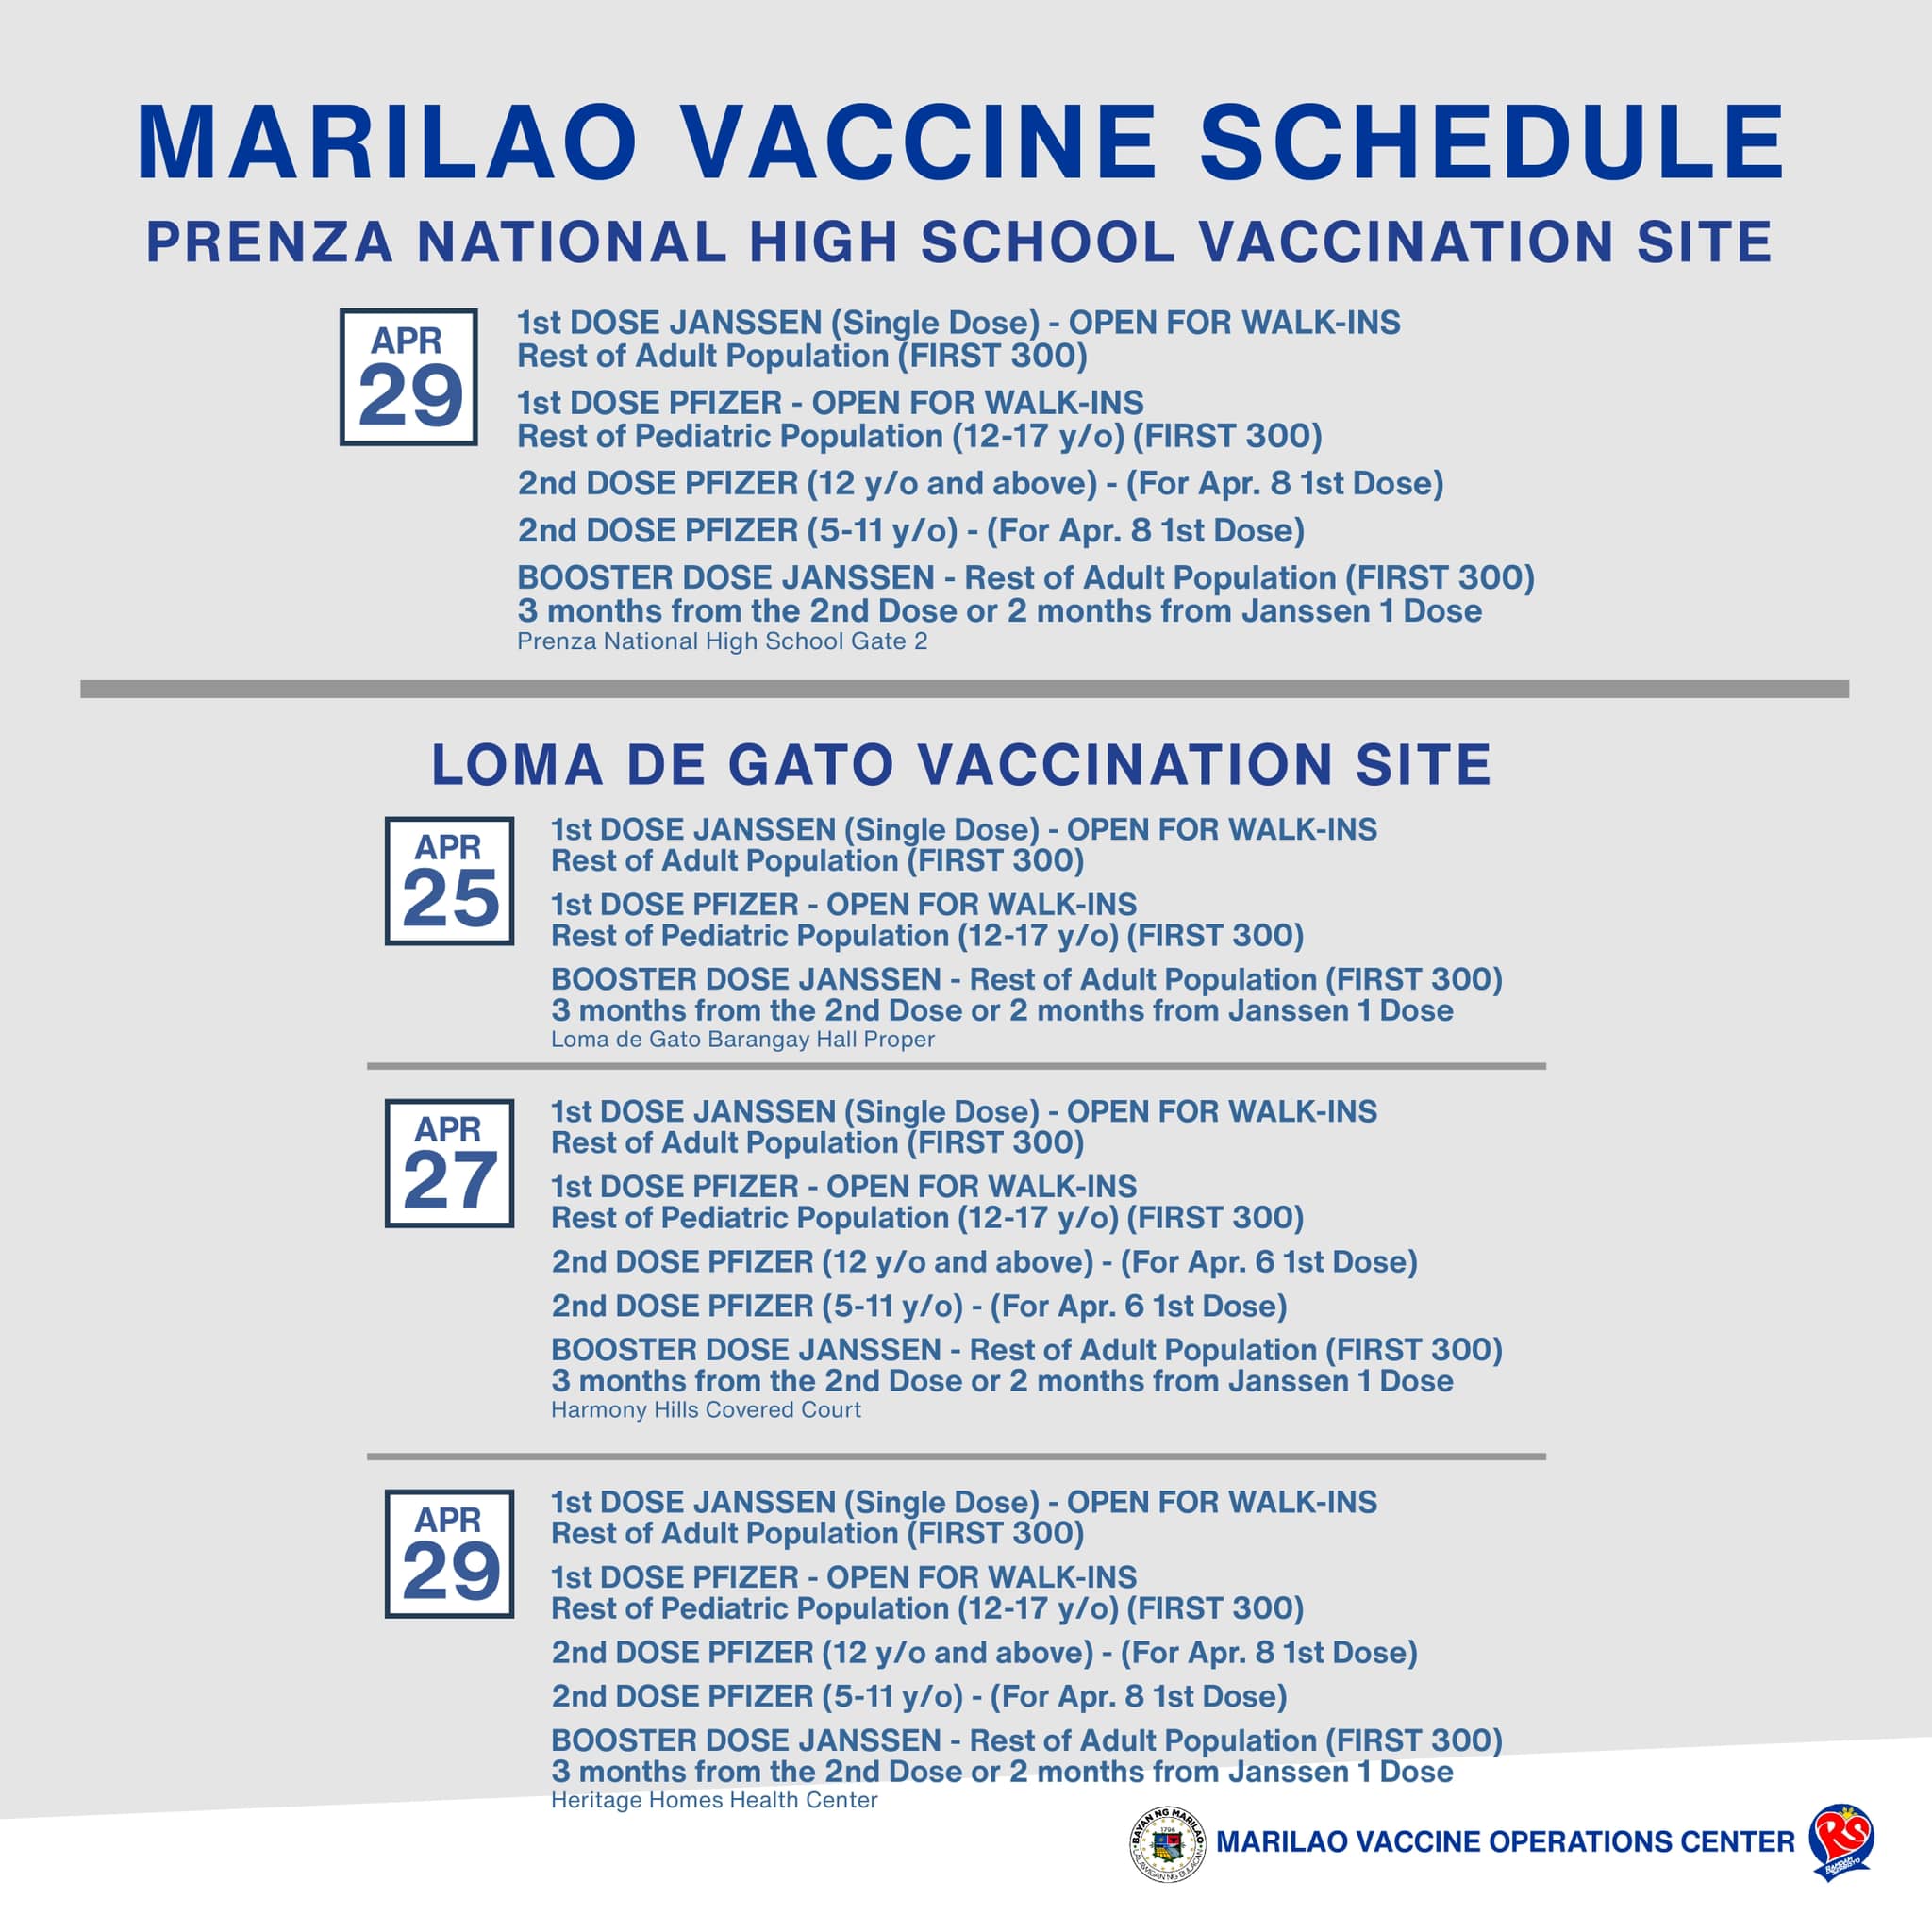 MARILAO VACCINE SCHEDULE
PRENZA NATIONAL HIGH SCHOOL VACCINATION SITE
APR
29
1st DOSE JANSSEN (Single Dose) - OPEN FOR WALK-INS
Rest of Adult Population (FIRST 300)
1st DOSE PFIZER - OPEN FOR WALK-INS
Rest of Pediatric Population (12-17 y/o) (FIRST 300)
2nd DOSE PFIZER (12 y/o and above) - (For Apr. 8 1st Dose)
2nd DOSE PFIZER (5-11 y/o) - (For Apr. 8 1st Dose)
BOOSTER DOSE JANSSEN - Rest of Adult Population (FIRST 300)
3 months from the 2nd Dose or 2 months from Janssen 1 Dose
Prenza National High School Gate 2
LOMA DE GATO VACCINATION SITE
APR
25
1st DOSE JANSSEN (Single Dose) - OPEN FOR WALK-INS
Rest of Adult Population (FIRST 300)
1st DOSE PFIZER - OPEN FOR WALK-INS
Rest of Pediatric Population (12-17 y/o) (FIRST 300)
BOOSTER DOSE JANSSEN - Rest of Adult Population (FIRST 300)
3 months from the 2nd Dose or 2 months from Janssen 1 Dose
Loma de Gato Barangay Hall Proper
APR
27
1st DOSE JANSSEN (Single Dose) - OPEN FOR WALK-INS
Rest of Adult Population (FIRST 300)
1st DOSE PFIZER - OPEN FOR WALK-INS
Rest of Pediatric Population (12-17 y/o) (FIRST 300)
2nd DOSE PFIZER (12 y/o and above) - (For Apr. 6 1st Dose)
2nd DOSE PFIZER (5-11 y/o) - (For Apr. 6 1st Dose)
BOOSTER DOSE JANSSEN - Rest of Adult Population (FIRST 300)
3 months from the 2nd Dose or 2 months from Janssen 1 Dose
Harmony Hills Covered Court
APR
29
1st DOSE JANSSEN (Single Dose) - OPEN FOR WALK-INS
Rest of Adult Population (FIRST 300)
1st DOSE PFIZER - OPEN FOR WALK-INS
Rest of Pediatric Population (12-17 y/o) (FIRST 300)
2nd DOSE PFIZER (12 y/o and above) - (For Apr. 8 1st Dose)
2nd DOSE PFIZER (5-11 y/o) - (For Apr. 8 1st Dose)
BOOSTER DOSE JANSSEN - Rest of Adult Population (FIRST 300)
3 months from the 2nd Dose or 2 months from Janssen 1 Dose
Heritage Homes Health Center
BAYAN NG MARILAO
1796
LALAWIGAN NG BULACAN
MARILAO VACCINE OPERATIONS CENTER
RS